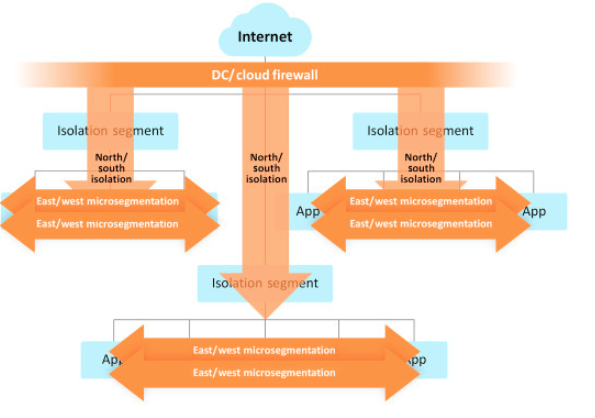 Internet
DC/cloud firewall
Isolation segment
Isolation segment
North/
south
isolation
North/
south
isolation
North/
south
isolation
East/west microsegmentation
East/west microsegmentation
App
East/west microsegmentation
East/west microsegmentation
App
Isolation segment
App
East/west microsegmentation
East/west microsegmentation
App